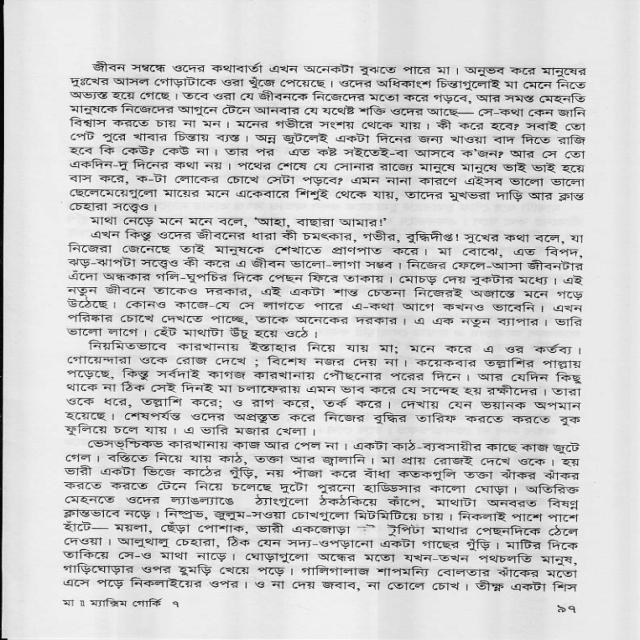 জীবন সম্বন্ধে ওদের কথাবার্তা এখন অনেকটা বুঝতে পারে মা। অনুভব করে মানুষের
দুঃখের আসল গোড়াটাকে ওরা খুঁজে পেয়েছে। ওদের অধিকাংশ চিন্তাগুলোই মা মেনে নিতে
অভ্যস্ত হয়ে গেছে। তবে ওরা যে জীবনকে নিজেদের মতো করে গড়বে, আর সমস্ত মেহনতি
মানুষকে নিজেদের আগুনে টেনে আনবার যে যথেষ্ট শক্তি ওদের আছে— সে-কথা কেন জানি
বিশ্বাস করতে চায় না মন। মনের গভীরে সংশয় থেকে যায়। কী করে হবে? সবাই তো
পেট পুরে খাবার চিন্তায় ব্যস্ত। অন্ন জুটলেই একটা দিনের জন্য খাওয়া বাদ দিতে রাজি
হবে কি কেউ? কেউ না। তার পর এত কষ্ট সইতেই-বা আসবে ক'জন? আর সে তো
একদিন-দু দিনের কথা নয়। পথের শেষে যে সোনার রাজ্যে মানুষে মানুষে ভাই ভাই হয়ে
বাস করে, ক-টা লোকের চোখে সেটা পড়বে? এমন নানা কারণে এইসব ভালো ভালো
ছেলেমেয়েগুলো মায়ের মনে একেবারে শিশুই থেকে যায়, তাদের মুখভরা দাড়ি আর ক্লান্ত
চেহারা সত্ত্বেও।
মাথা নেড়ে মনে মনে বলে, 'আহা, বাছারা আমার!'
এখন কিন্তু ওদের জীবনের ধারা কী চমৎকার, গভীর, বুদ্ধিদীপ্ত! সুখের কথা বলে, যা
নিজেরা জেনেছে তাই মানুষকে শেখাতে প্রাণপাত করে। মা বোঝে, এত বিপদ,
ঝড়-ঝাপটা সত্ত্বেও কী করে এ জীবন ভালো-লাগা সম্ভব। নিজের ফেলে-আসা জীবনটার
এঁদো অন্ধকার গলি-ঘুপচির দিকে পেছন ফিরে তাকায়। মোচড় দেয় বুকটার মধ্যে। এই
নতুন জীবনে তাকেও দরকার, এই একটা শান্ত চেতনা নিজেরই অজান্তে মনে গড়ে
উঠেছে। কোনও কাজে-যে সে লাগতে পারে এ-কথা আগে কখনও ভাবেনি। এখন
পরিষ্কার চোখে দেখতে পাচ্ছে, তাকে অনেকের দরকার। এ এক নতুন ব্যাপার। ভারি
ভালো লাগে। হেঁট মাথাটা উঁচু হয়ে ওঠে।
নিয়মিতভাবে কারখানায় ইস্তাহার নিয়ে যায় মা; মনে করে এ ওর কর্তব্য।
গোয়েন্দারা ওকে রোজ দেখে ; বিশেষ নজর দেয় না। কয়েকবার তল্লাশির পাল্লায়
পড়েছে, কিন্তু সর্বদাই কাগজ কারখানায় পৌঁছনোর পরের দিনে। আর যেদিন কিছু
থাকে না ঠিক সেই দিনই মা চলাফেরায় এমন ভাব করে যে সন্দেহ হয় রক্ষীদের। তারা
ওকে ধরে, তল্লাশি করে; ও রাগ করে, তর্ক করে। দেখায় যেন ভয়ানক অপমান
হয়েছে। শেষপর্যন্ত ওদের অপ্রস্তুত করে নিজের বুদ্ধির তারিফ করতে করতে বুক
ফুলিয়ে চলে যায়। এ ভারি মজার খেলা।
ভেসভ্‌শ্চিকভ কারখানায় কাজ আর পেল না। একটা কাঠ-ব্যবসায়ীর কাছে কাজ জুটে
গেল। বস্তিতে নিয়ে যায় কাঠ, তক্তা আর জ্বালানি। মা প্রায় রোজই দেখে ওকে। হয়
ভারী একটা ভিজে কাঠের গুঁড়ি, নয় পাঁজা করে বাঁধা কতকগুলি তক্তা ঝাঁকর ঝাঁকর
করতে করতে টেনে নিয়ে চলেছে দুটো পুরনো হাড্ডিসার কালো ঘোড়া। অতিরিক্ত
মেহনতে ওদের ল্যাঙল্যাঙে ঠ্যাংগুলো ঠকঠকিয়ে কাঁপে, মাথাটা অনবরত বিষণ্ন
ক্লান্তভাবে নড়ে। নিষ্প্রভ, জুলুম-সওয়া চোখগুলো মিটমিটিয়ে চায়। নিকলাই পাশে পাশে
হাঁটে— ময়লা, ছেঁড়া পোশাক, ভারী একজোড়া টুপিটা মাথার পেছনদিকে ঠেলে
দেওয়া। আলুথালু চেহারা, ঠিক যেন সদ্য-ওপড়ানো একটা গাছের গুঁড়ি। মাটির দিকে
তাকিয়ে সে-ও মাথা নাড়ে। ঘোড়াগুলো অন্ধের মতো যখন-তখন পথচলতি মানুষ,
গাড়িঘোড়ার ওপর হুমড়ি খেয়ে পড়ে। গালিগালাজ শাপমন্যি বোলতার ঝাঁকের মতো
এসে পড়ে নিকলাইয়ের ওপর। ও না দেয় জবাব, না তোলে চোখ। তীক্ষ্ণ একটা শিস
মা ॥ ম্যাক্সিম গোর্কি ৭
৯৭